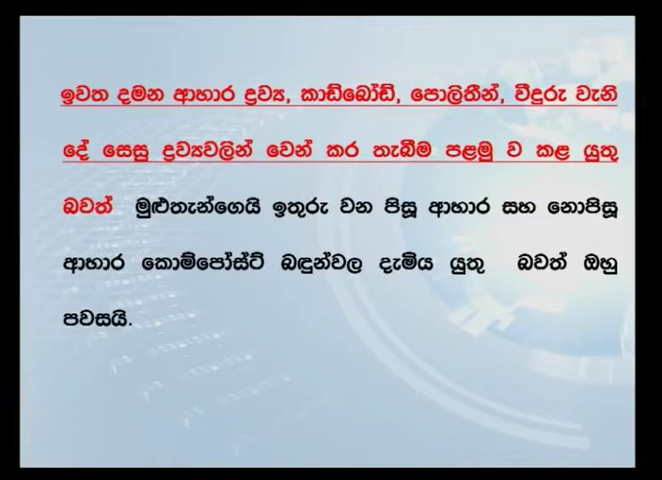 ඉවත දමන ආහාර ද්‍රව්‍ය, කාඩ්බෝඩ්, පොලිතීන්, වීදුරු වැනි
දේ සෙසු ද්‍රව්‍යවලින් වෙන් කර තැබීම පළමු ව කළ යුතු
බවත් මුළුතැන්ගෙයි ඉතුරු වන පිසූ ආහාර සහ නොපිසූ
ආහාර කොම්පෝස්ට් බඳුන්වල දැමිය යුතු බවත් ඔහු
පවසයි.